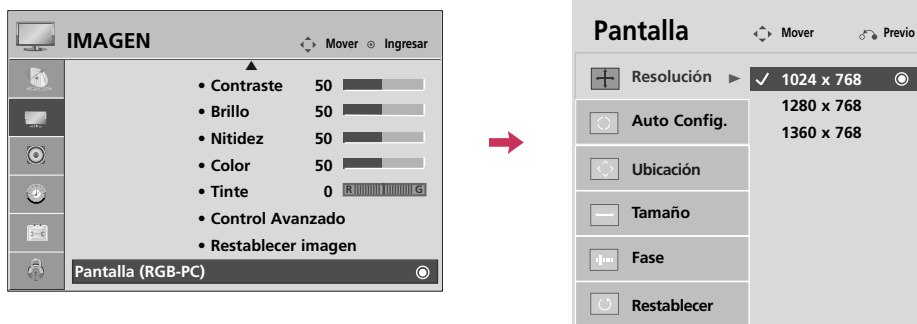 IMAGEN
Mover
Ingresar
• Contraste 50
• Brillo 50
• Nitidez 50
• Color 50
• Tinte 0 R G
• Control Avanzado
• Restablecer imagen
Pantalla (RGB-PC)
Pantalla
Mover
Previo
Resolución
1024 x 768
1280 x 768
1360 x 768
Auto Config.
Ubicación
Tamaño
Fase
Restablecer